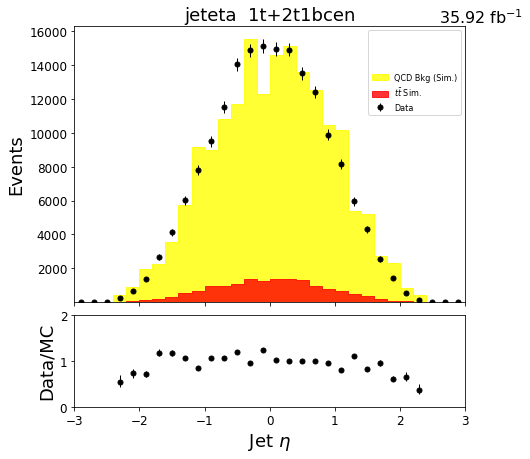 jeteta 1t+2t1bcen
35.92 fb⁻¹
QCD Bkg (Sim.)
tt̄ Sim.
Data
Events
16000
14000
12000
10000
8000
6000
4000
2000
Data/MC
2
1
0
−3 −2 −1 0 1 2 3
Jet η